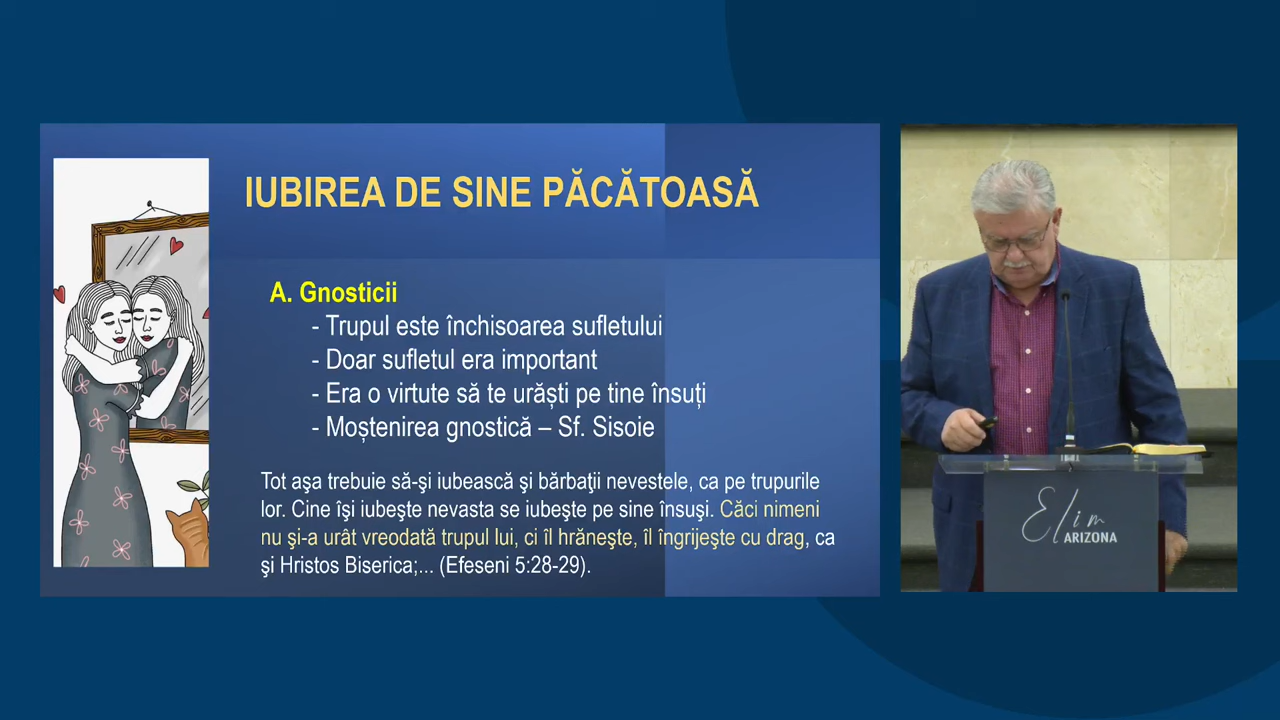 IUBIREA DE SINE PĂCĂTOASĂ
A. Gnosticii
- Trupul este închisoarea sufletului
- Doar sufletul era important
- Era o virtute să te urăști pe tine însuți
- Moștenirea gnostică – Sf. Sisoie
Tot aşa trebuie să-şi iubească şi bărbaţii nevestele, ca pe trupurile
lor. Cine îşi iubeşte nevasta se iubeşte pe sine însuşi. Căci nimeni
nu şi-a urât vreodată trupul lui, ci îl hrăneşte, îl îngrijeşte cu drag, ca
şi Hristos Biserica;... (Efeseni 5:28-29).
Elim
ARIZONA